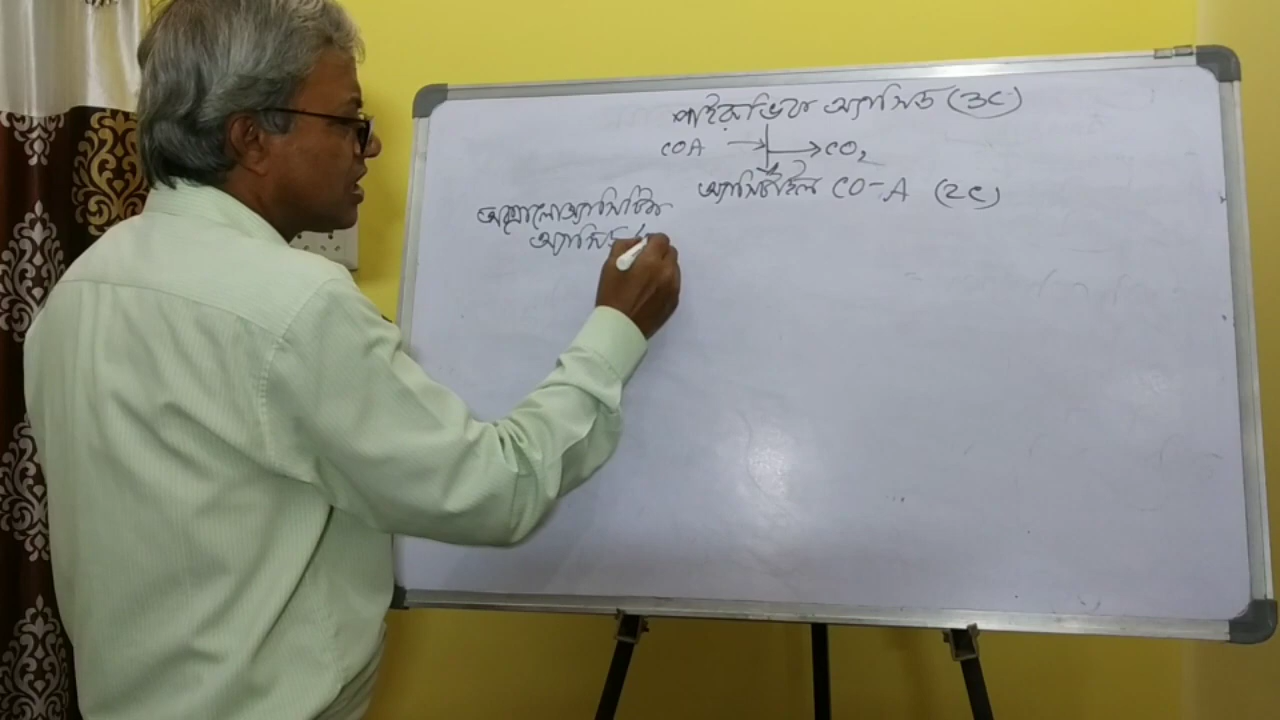 পাইরুভিক অ্যাসিড (3C)
COA → CO₂
অ্যাসিটাইল CO-A (2C)
অক্সালোঅ্যাসিটিক
অ্যাসিড (